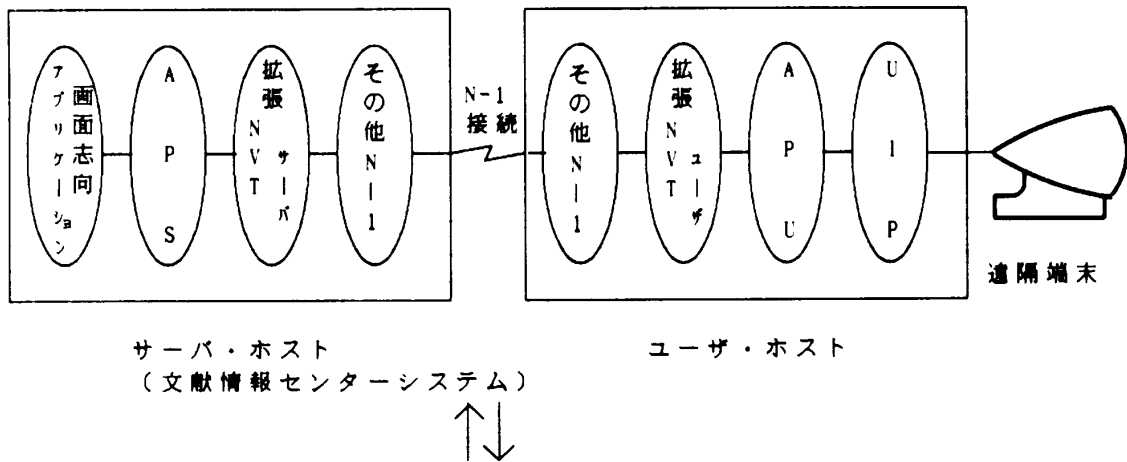 画面志向
アプリケーション
APS
拡張NVT
サーバ
その他N-1
N-1
接続
その他N-1
拡張NVT
ユーザ
APU
UIP
遠隔端末
サーバ・ホスト
ユーザ・ホスト
(文献情報センターシステム)